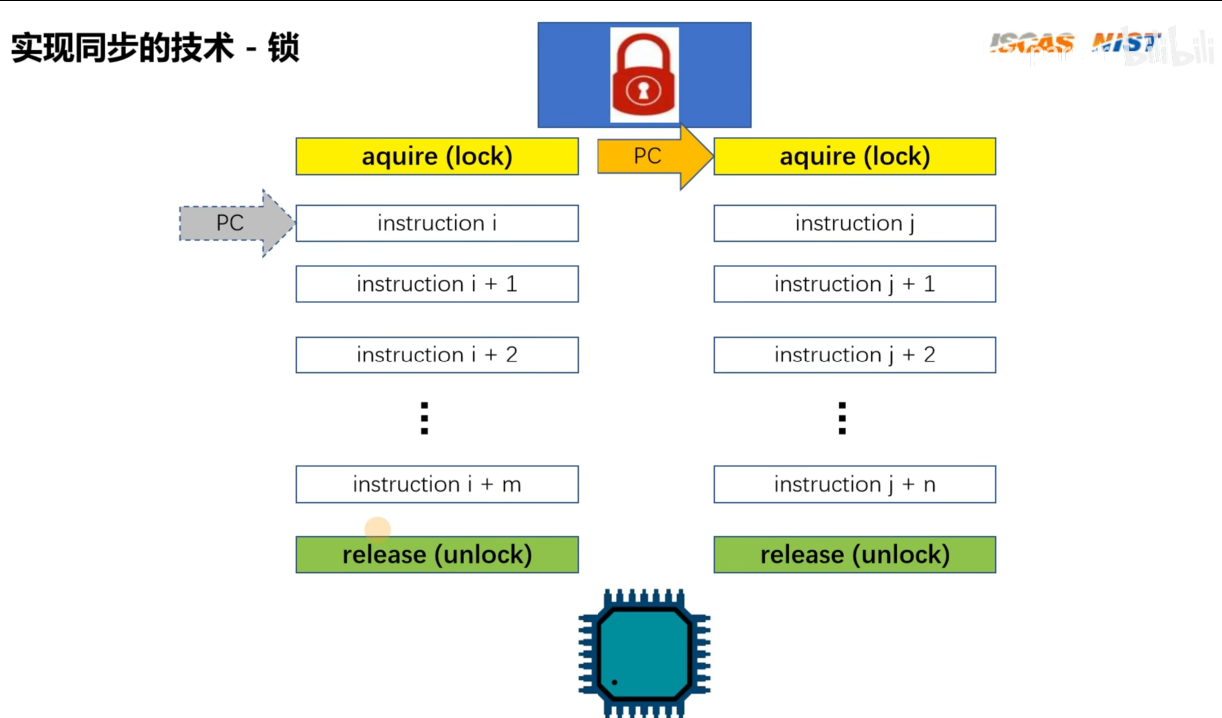 实现同步的技术 - 锁
ISCAS NIST
bilibili
aquire (lock)
PC
aquire (lock)
PC
instruction i
instruction j
instruction i + 1
instruction j + 1
instruction i + 2
instruction j + 2
instruction i + m
instruction j + n
release (unlock)
release (unlock)